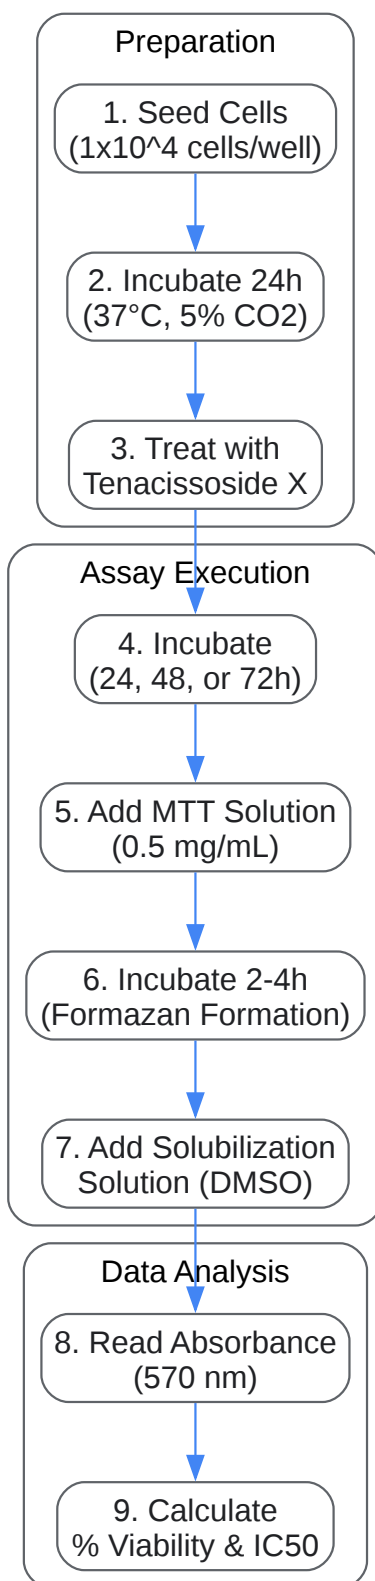 Preparation
1. Seed Cells
(1x10^4 cells/well)
2. Incubate 24h
(37°C, 5% CO2)
3. Treat with
Tenacissoside X
Assay Execution
4. Incubate
(24, 48, or 72h)
5. Add MTT Solution
(0.5 mg/mL)
6. Incubate 2-4h
(Formazan Formation)
7. Add Solubilization
Solution (DMSO)
Data Analysis
8. Read Absorbance
(570 nm)
9. Calculate
% Viability & IC50